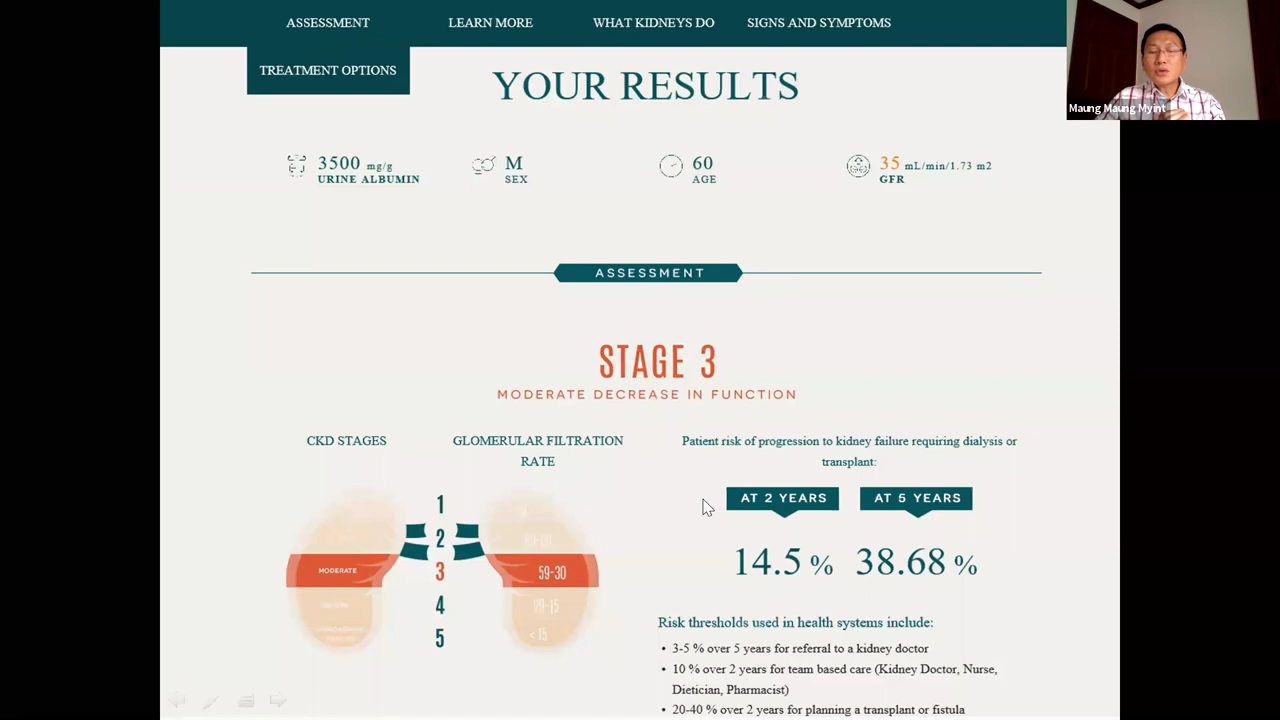 ASSESSMENT
LEARN MORE
WHAT KIDNEYS DO
SIGNS AND SYMPTOMS
TREATMENT OPTIONS
YOUR RESULTS
Maung Maung Myint
3500 mg/g
URINE ALBUMIN
M
SEX
60
AGE
35 mL/min/1.73 m2
GFR
ASSESSMENT
STAGE 3
MODERATE DECREASE IN FUNCTION
CKD STAGES
GLOMERULAR FILTRATION
RATE
1
2
3
4
5
MODERATE
59-30
< 15
Patient risk of progression to kidney failure requiring dialysis or
transplant:
AT 2 YEARS
AT 5 YEARS
14.5 %
38.68 %
Risk thresholds used in health systems include:
• 3-5 % over 5 years for referral to a kidney doctor
• 10 % over 2 years for team based care (Kidney Doctor, Nurse,
Dietician, Pharmacist)
• 20-40 % over 2 years for planning a transplant or fistula